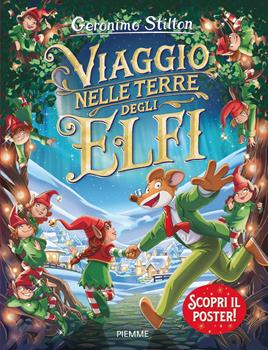 Geronimo Stilton
VIAGGIO
NELLE TERRE
DEGLI
ELFI
SCOPRI IL
POSTER!
PIEMME